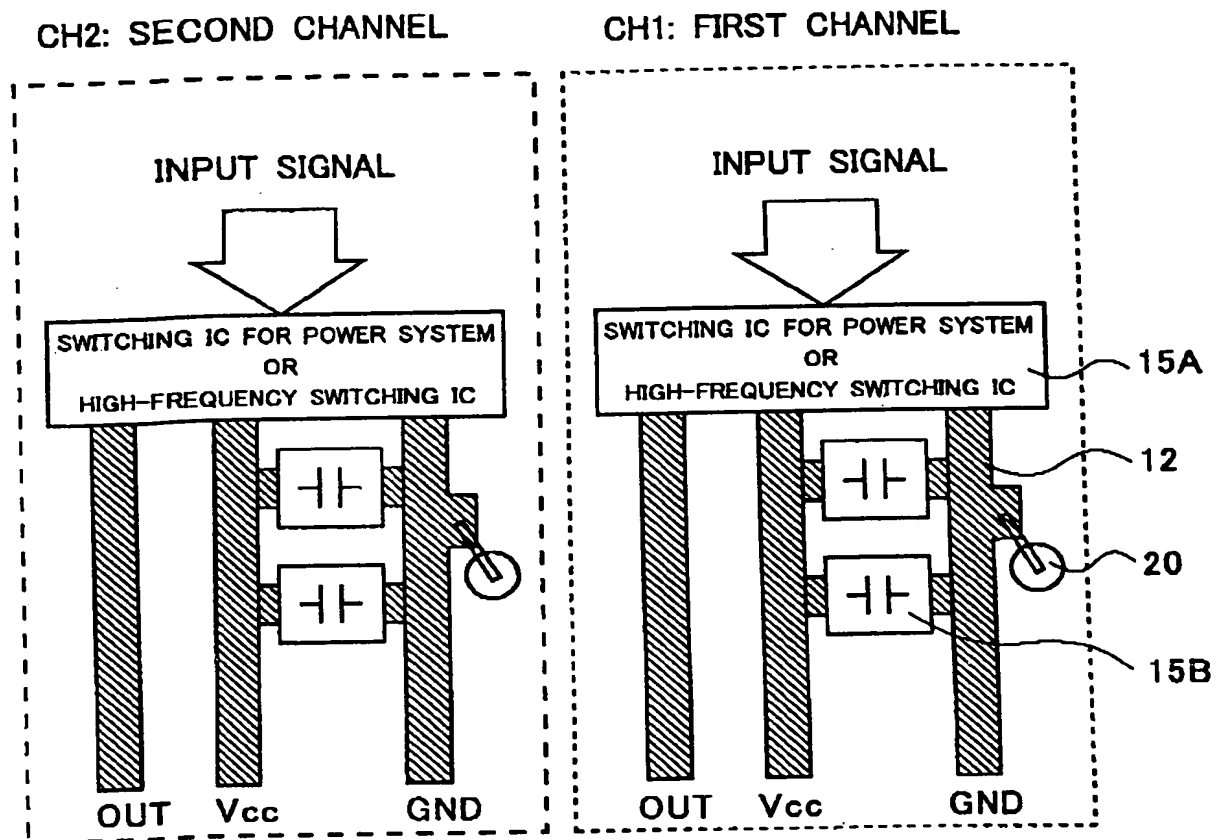 CH2: SECOND CHANNEL
INPUT SIGNAL
SWITCHING IC FOR POWER SYSTEM
OR
HIGH-FREQUENCY SWITCHING IC
OUT
Vcc
GND
CH1: FIRST CHANNEL
INPUT SIGNAL
SWITCHING IC FOR POWER SYSTEM
OR
HIGH-FREQUENCY SWITCHING IC
15A
12
20
15B
OUT
Vcc
GND